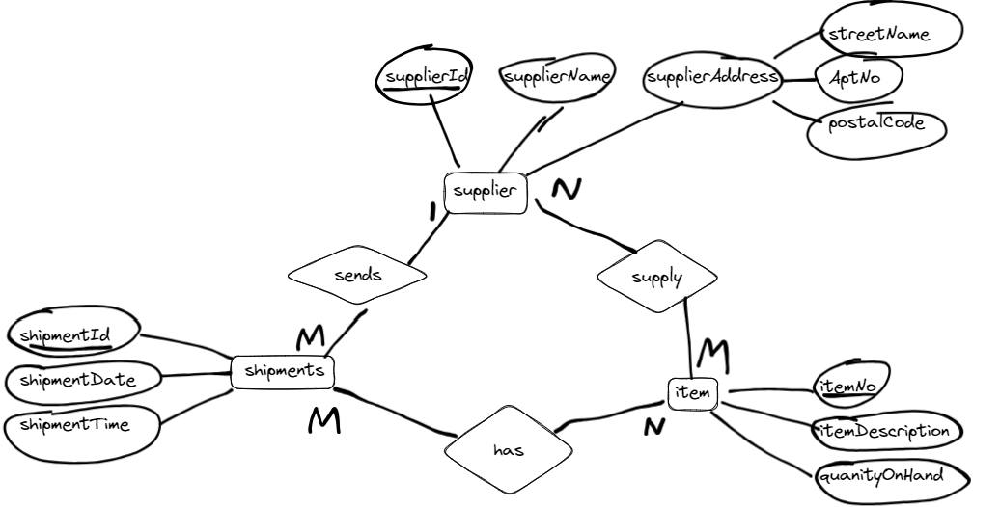 streetName
supplierId
supplierName
supplierAddress
AptNo
postalCode
supplier
N
1
sends
supply
M
shipmentId
shipmentDate
shipmentTime
shipments
M
M
item
N
has
itemNo
itemDescription
quanityOnHand